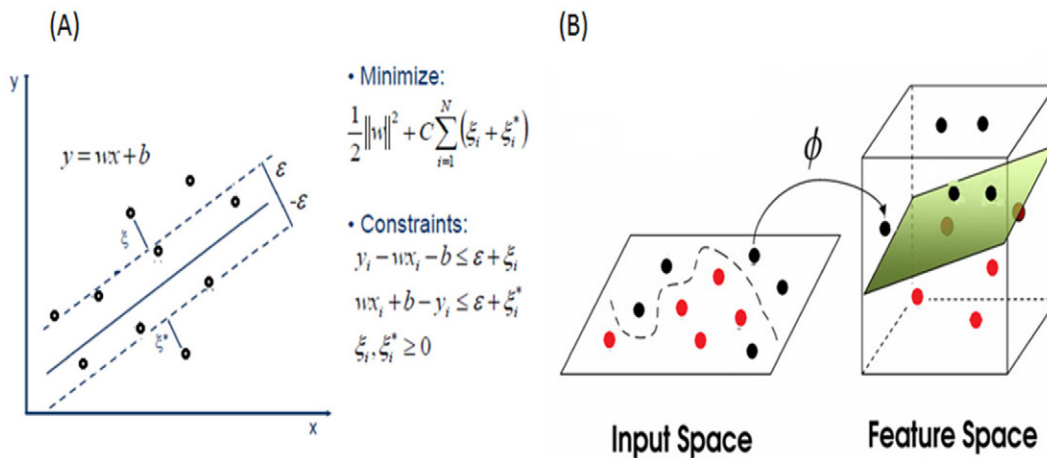 (A)
y
y = wx + b
ε
-ε
ξ
ξ*
x
• Minimize:
1/2 ||w||² + C ∑_{i=1}^{N} (ξ_i + ξ_i^*)
• Constraints:
y_i − wx_i − b ≤ ε + ξ_i
wx_i + b − y_i ≤ ε + ξ_i^*
ξ_i, ξ_i^* ≥ 0
(B)
ϕ
Input Space
Feature Space